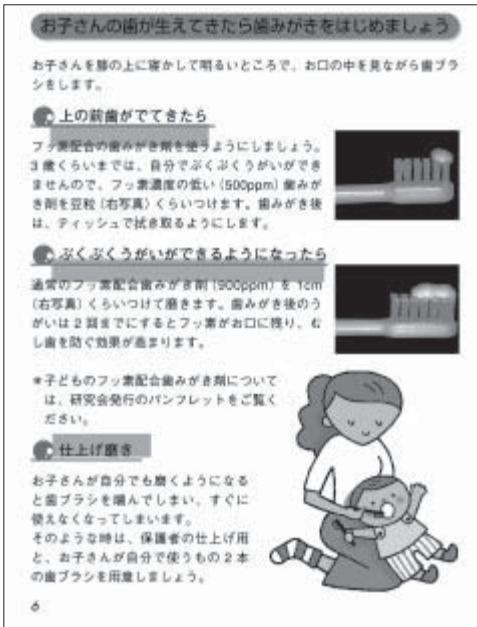 お子さんの歯が生えてきたら歯みがきをはじめましょう
お子さんを膝の上に寝かして明るいところで、お口の中を見ながら歯ブラ
シをします。
上の前歯がでてきたら
フッ素配合の歯みがき剤を使うようにしましょう。
3歳くらいまでは、自分でぶくぶくうがいができ
ませんので、フッ素濃度の低い(500ppm)歯みが
き剤を豆粒(右写真)くらいつけます。歯みがき後
は、ティッシュで拭き取るようにします。
ぶくぶくうがいができるようになったら
通常のフッ素配合歯みがき剤(900ppm)を1cm
(右写真)くらいつけて磨きます。歯みがき後のう
がいは2回までにするとフッ素がお口に残り、む
し歯を防ぐ効果が高まります。
*子どものフッ素配合歯みがき剤について
は、研究会発行のパンフレットをご覧く
ださい。
仕上げ磨き
お子さんが自分でも磨くようになる
と歯ブラシを噛んでしまい、すぐに
使えなくなってしまいます。
そのような時は、保護者の仕上げ用
と、お子さんが自分で使うもの2本
の歯ブラシを用意しましょう。
6